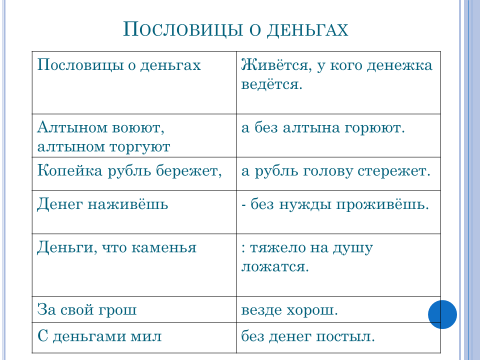 Пословицы о деньгах
Пословицы о деньгах
Живётся, у кого денежка
ведётся.
Алтыном воюют,
алтыном торгуют
а без алтына горюют.
Копейка рубль бережет,
а рубль голову стережет.
Денег наживёшь
- без нужды проживёшь.
Деньги, что каменья
: тяжело на душу
ложатся.
За свой грош
везде хорош.
С деньгами мил
без денег постыл.